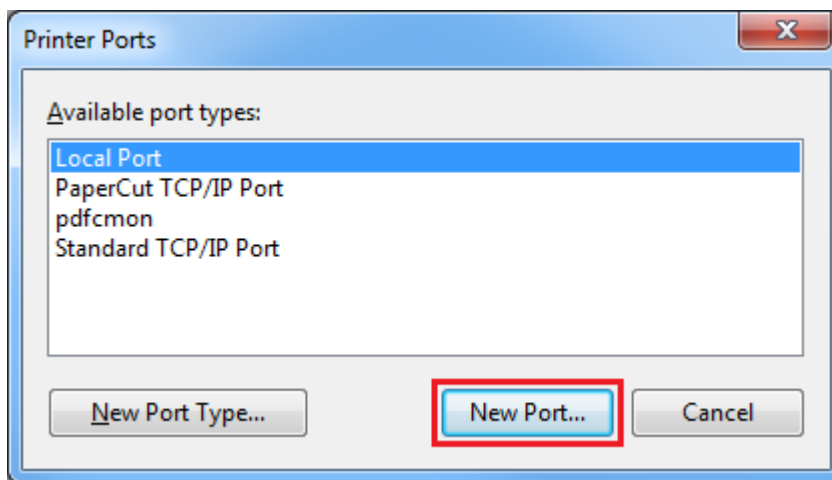 Printer Ports
Available port types:
Local Port
PaperCut TCP/IP Port
pdfcmon
Standard TCP/IP Port
New Port Type... New Port... Cancel